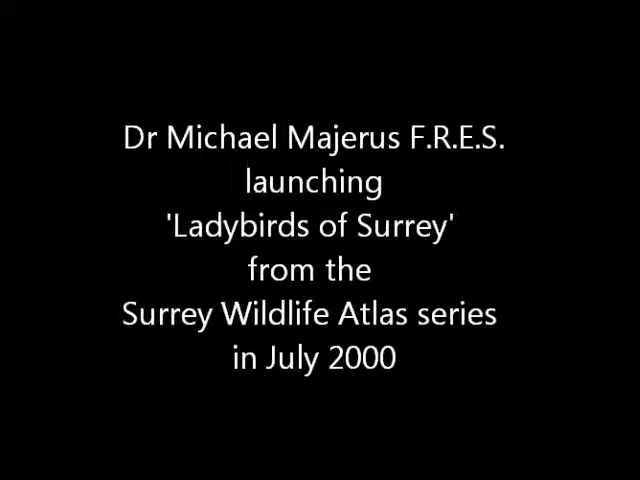 Dr Michael Majerus F.R.E.S.
launching
'Ladybirds of Surrey'
from the
Surrey Wildlife Atlas series
in July 2000